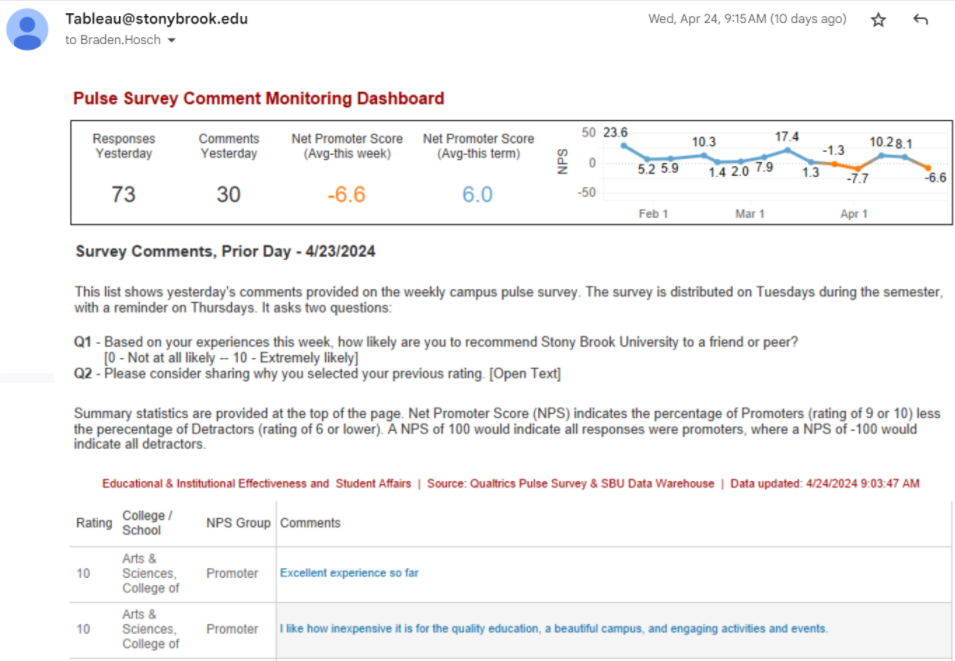 Tableau@stonybrook.edu
Wed, Apr 24, 9:15 AM (10 days ago)
to Braden.Hosch
Pulse Survey Comment Monitoring Dashboard
Responses Yesterday
73
Comments Yesterday
30
Net Promoter Score (Avg-this week)
-6.6
Net Promoter Score (Avg-this term)
6.0
NPS
50
0
-50
23.6
5.2
5.9
10.3
1.4
2.0
7.9
17.4
1.3
-1.3
-7.7
10.2
8.1
-6.6
Feb 1
Mar 1
Apr 1
Survey Comments, Prior Day - 4/23/2024
This list shows yesterday's comments provided on the weekly campus pulse survey. The survey is distributed on Tuesdays during the semester,
with a reminder on Thursdays. It asks two questions:
Q1 - Based on your experiences this week, how likely are you to recommend Stony Brook University to a friend or peer?
[0 - Not at all likely -- 10 - Extremely likely]
Q2 - Please consider sharing why you selected your previous rating. [Open Text]
Summary statistics are provided at the top of the page. Net Promoter Score (NPS) indicates the percentage of Promoters (rating of 9 or 10) less
the perecentage of Detractors (rating of 6 or lower). A NPS of 100 would indicate all responses were promoters, where a NPS of -100 would
indicate all detractors.
Educational & Institutional Effectiveness and Student Affairs | Source: Qualtrics Pulse Survey & SBU Data Warehouse | Data updated: 4/24/2024 9:03:47 AM
Rating
College /
School
NPS Group
Comments
10
Arts &
Sciences,
College of
Promoter
Excellent experience so far
10
Arts &
Sciences,
College of
Promoter
I like how inexpensive it is for the quality education, a beautiful campus, and engaging activities and events.